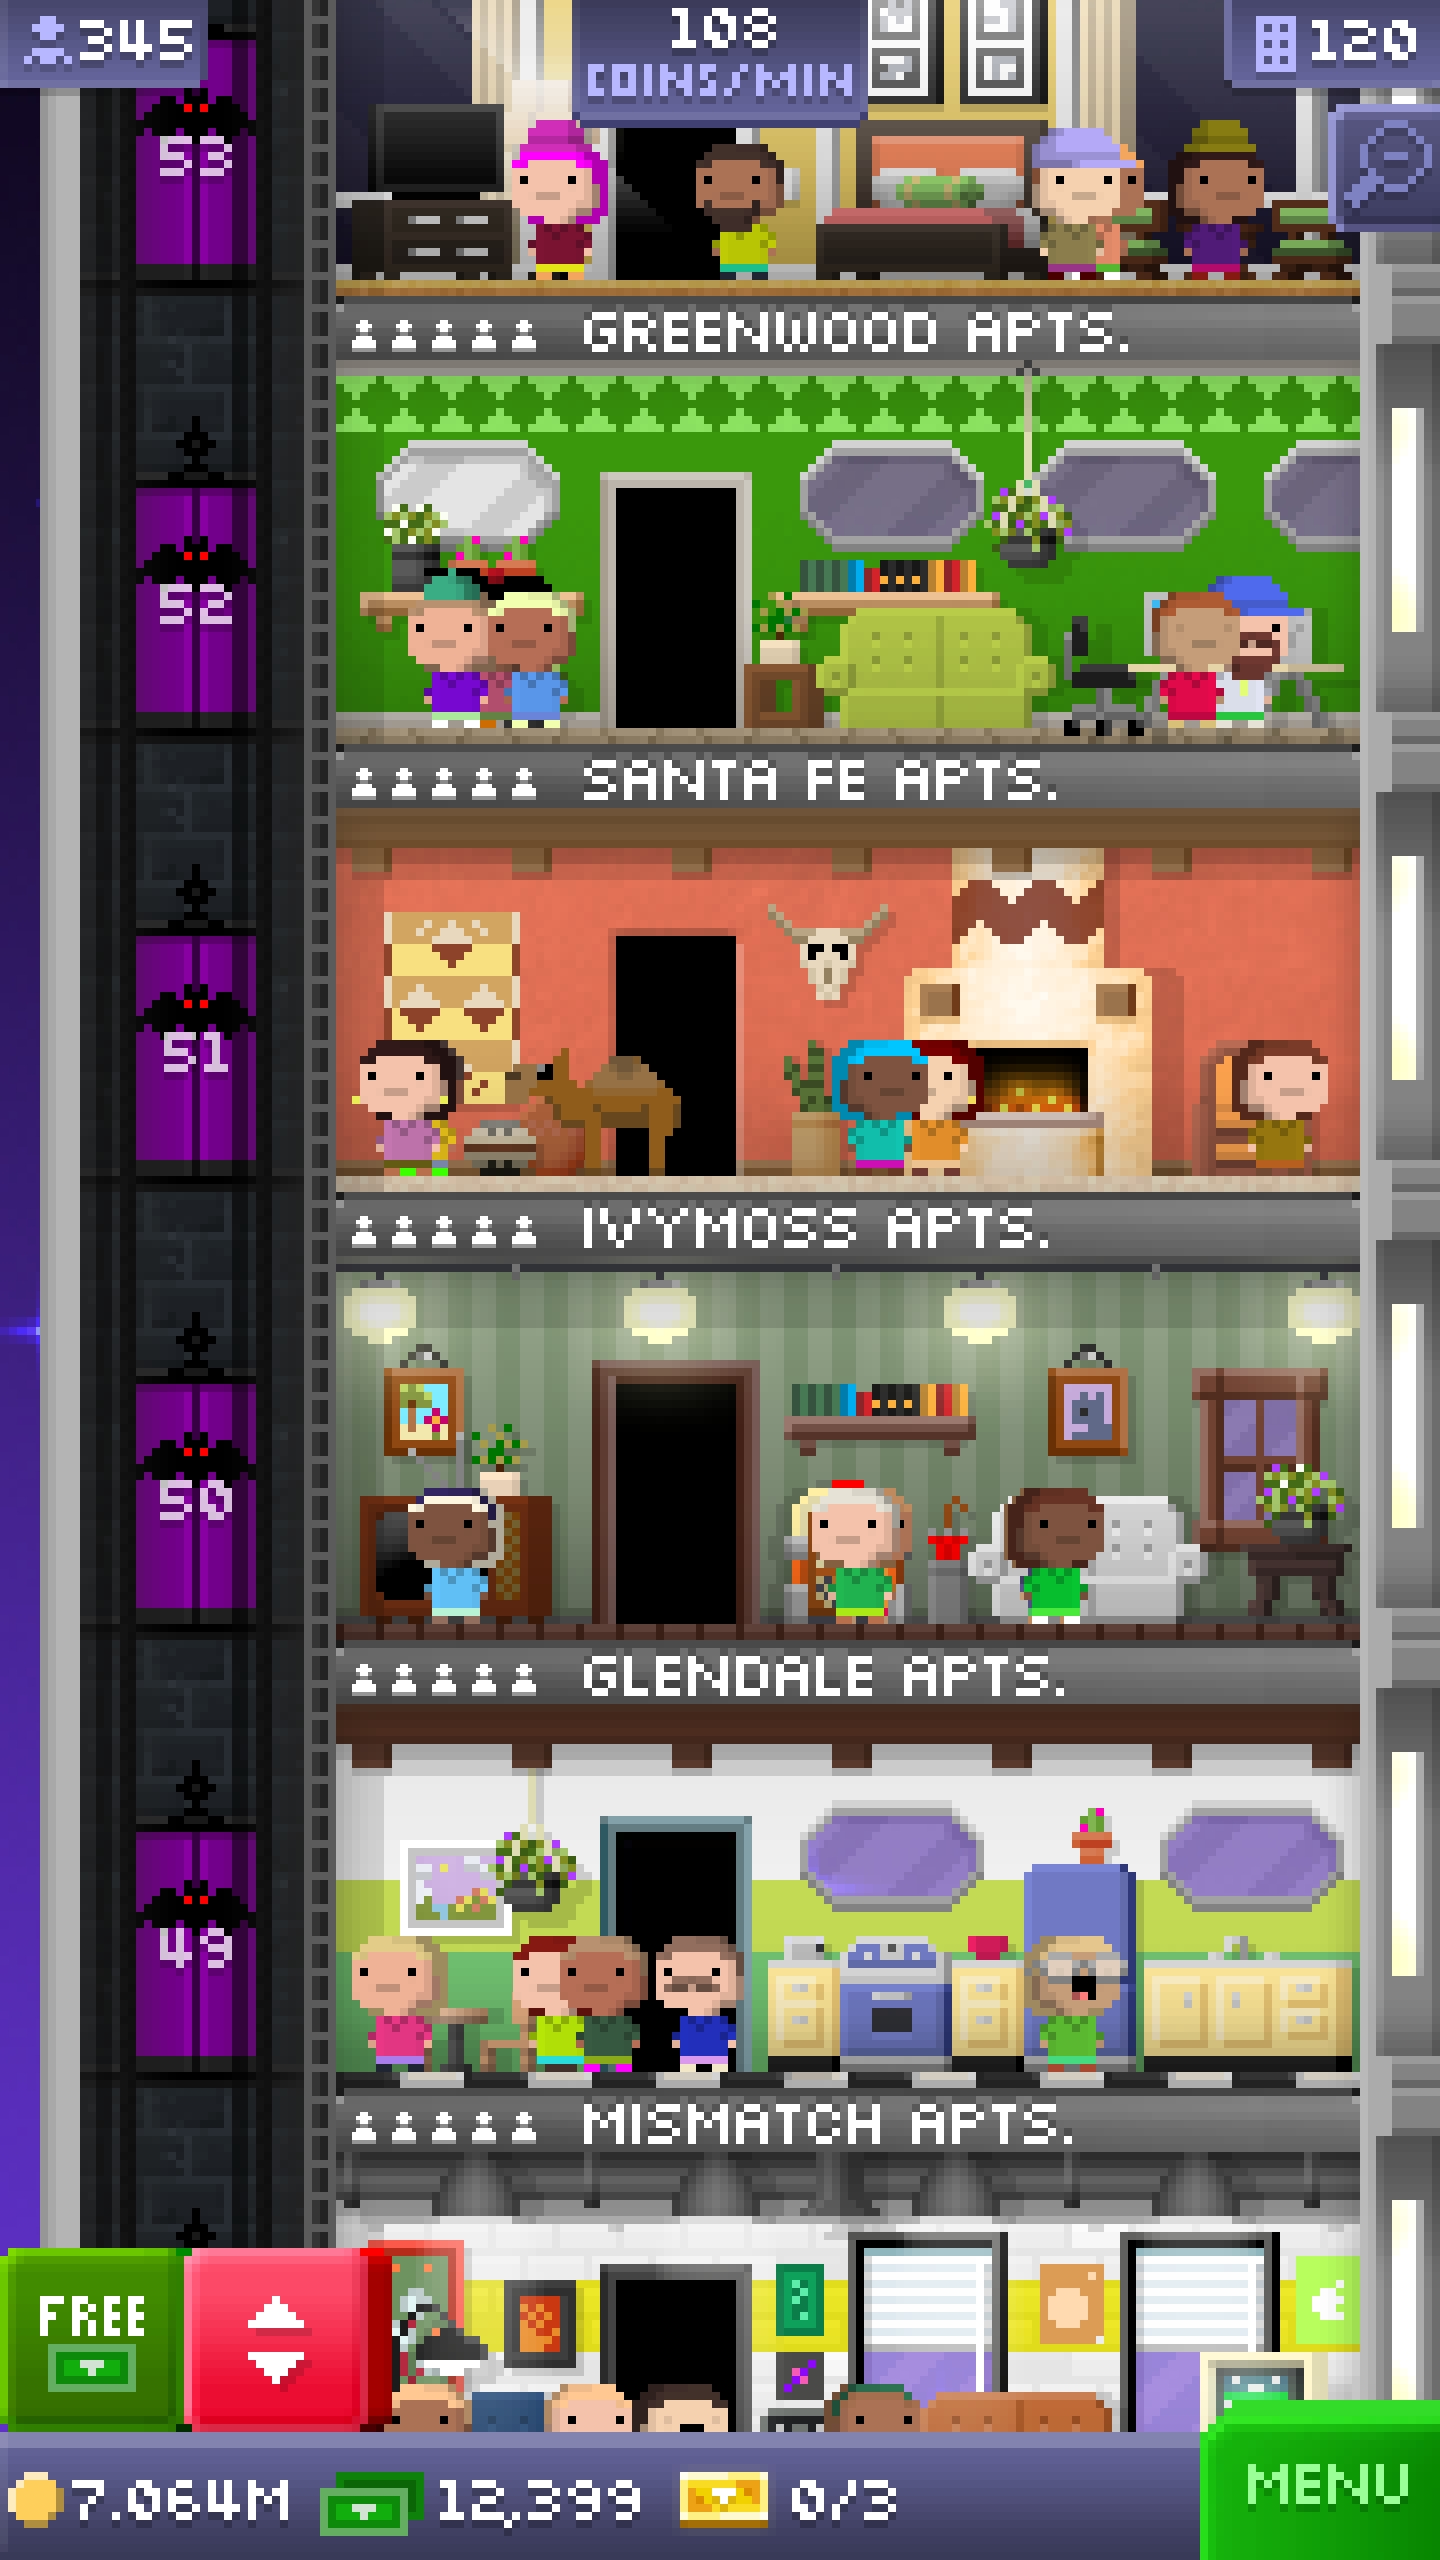 345
108
COINS/MIN
120
53
GREENWOOD APTS.
52
SANTA FE APTS.
51
IVYMOSS APTS.
50
GLENDALE APTS.
49
MISMATCH APTS.
FREE
7.064M
12,399
0/3
MENU